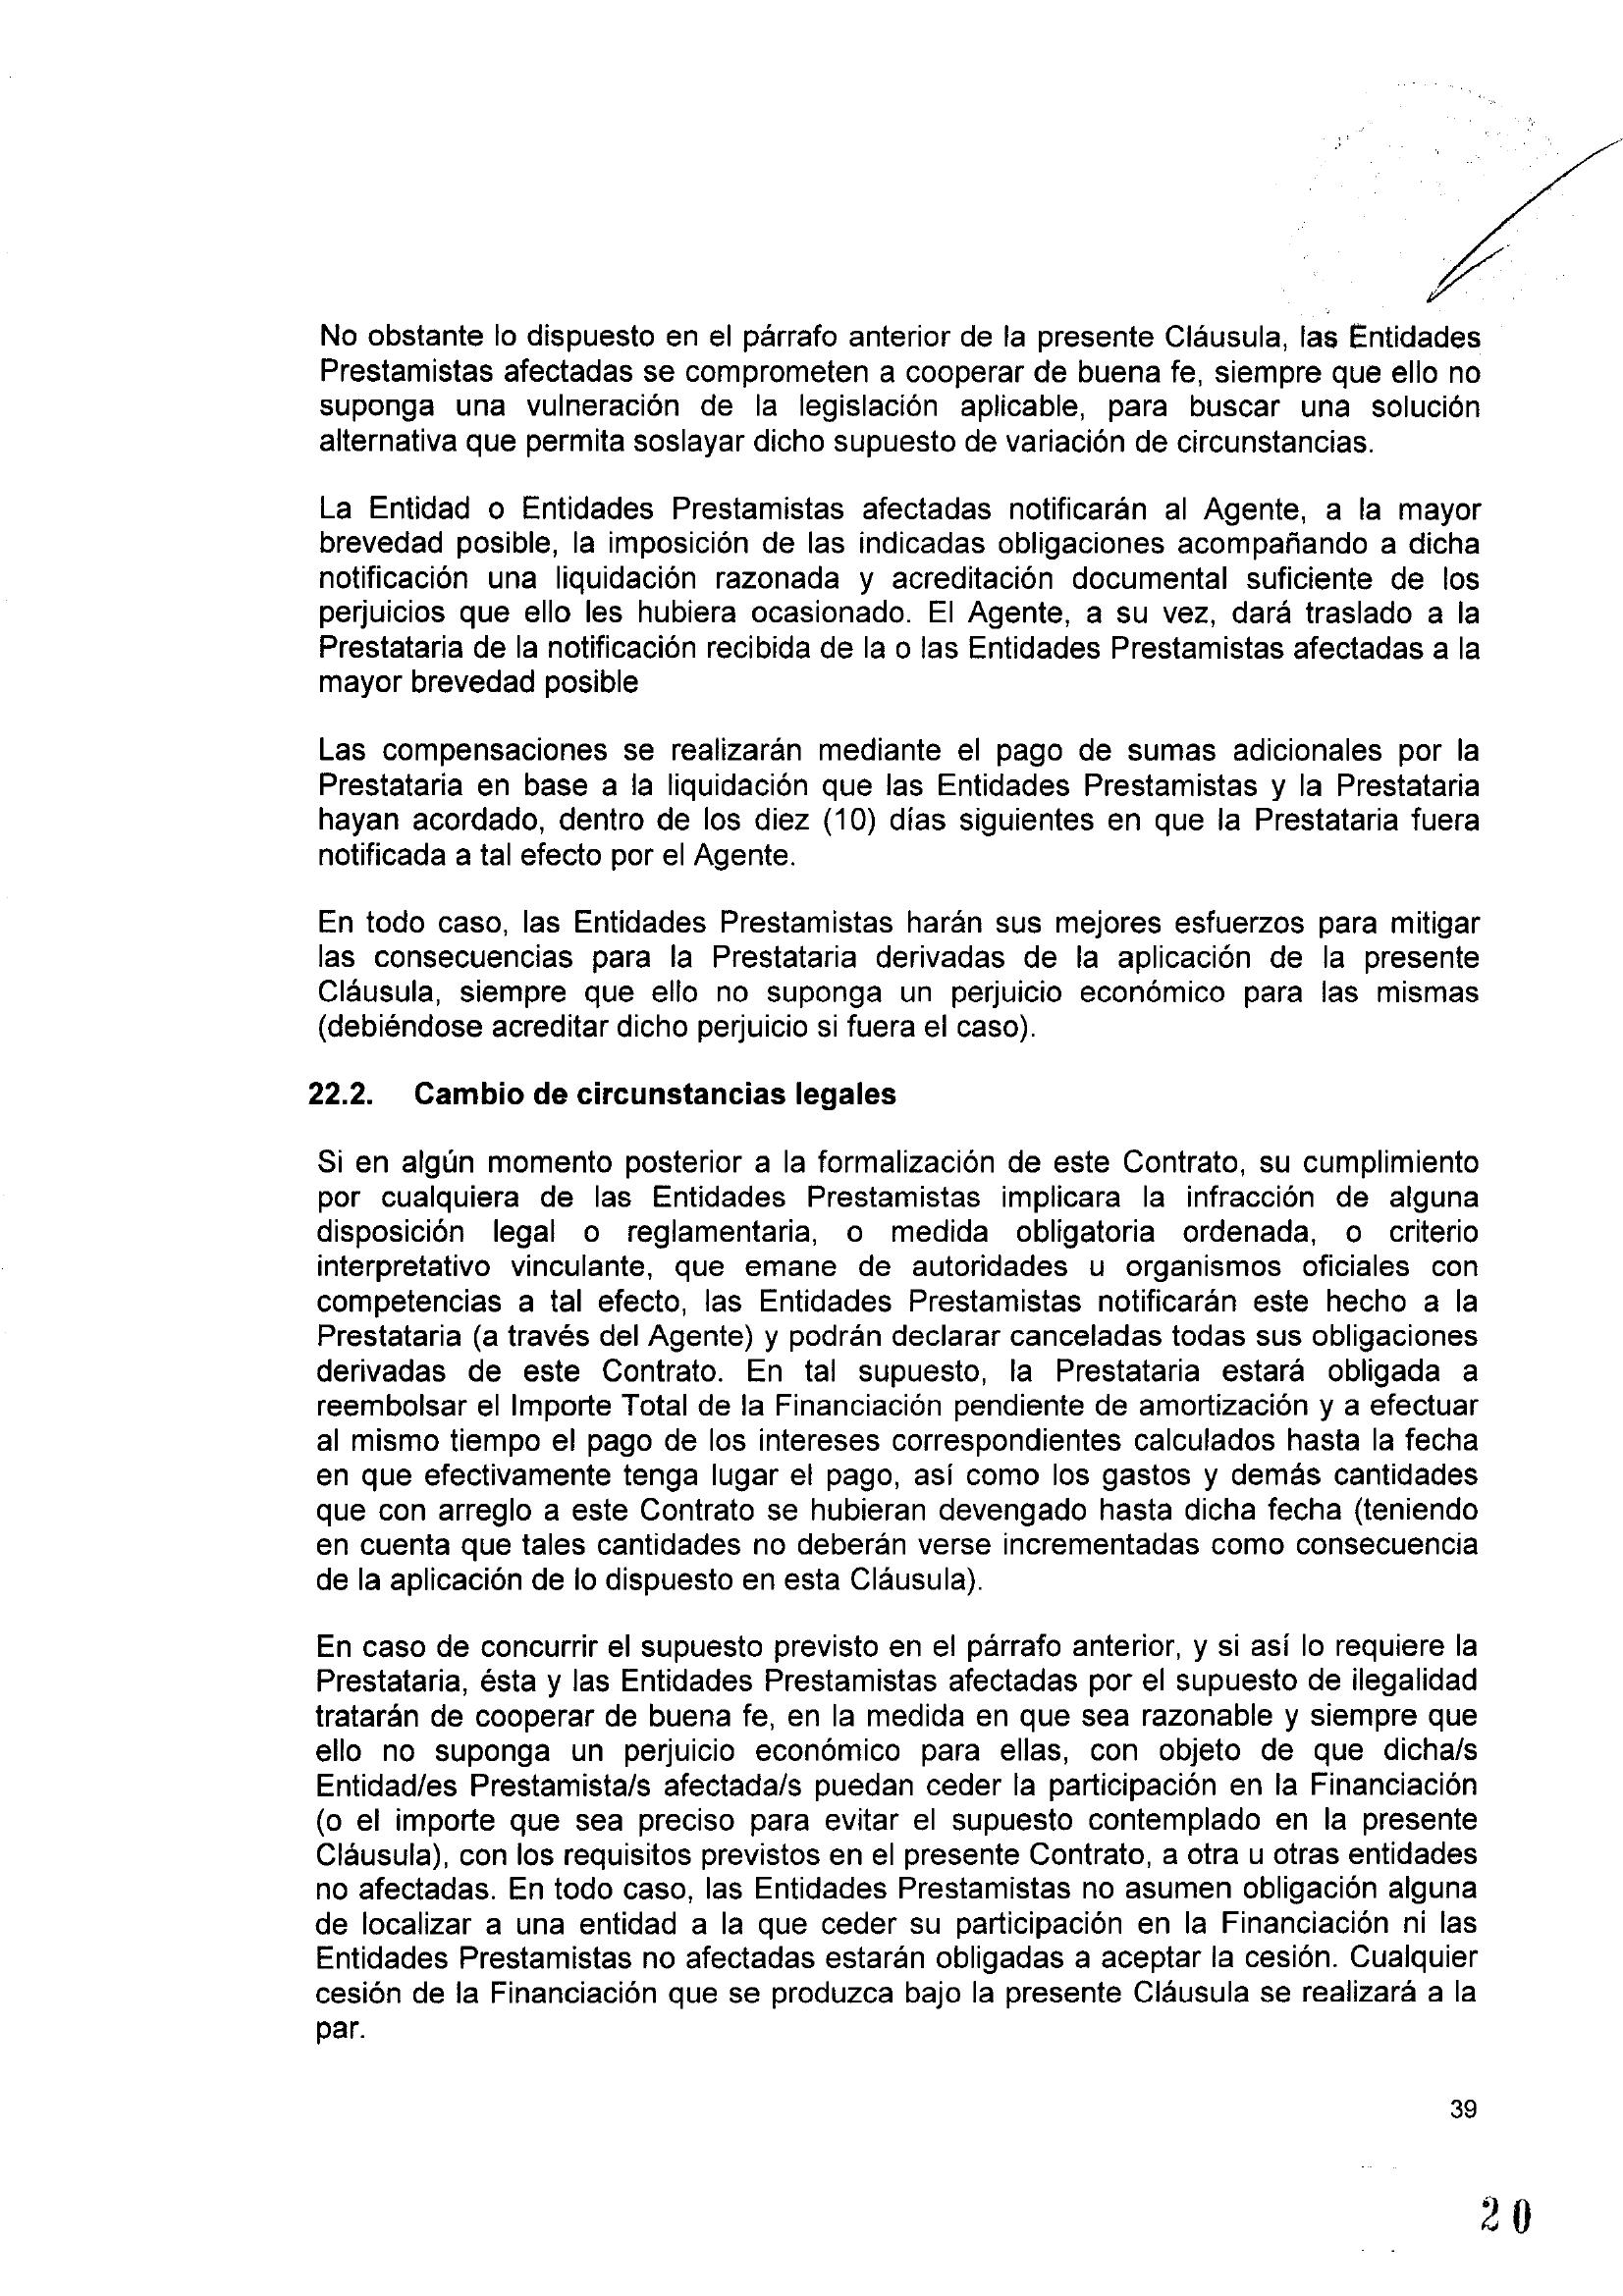 No obstante lo dispuesto en el párrafo anterior de la presente Cláusula, las Entidades
Prestamistas afectadas se comprometen a cooperar de buena fe, siempre que ello no
suponga una vulneración de la legislación aplicable, para buscar una solución
alternativa que permita soslayar dicho supuesto de variación de circunstancias.
La Entidad o Entidades Prestamistas afectadas notificarán al Agente, a la mayor
brevedad posible, la imposición de las indicadas obligaciones acompañando a dicha
notificación una liquidación razonada y acreditación documental suficiente de los
perjuicios que ello les hubiera ocasionado. El Agente, a su vez, dará traslado a la
Prestataria de la notificación recibida de la o las Entidades Prestamistas afectadas a la
mayor brevedad posible
Las compensaciones se realizarán mediante el pago de sumas adicionales por la
Prestataria en base a la liquidación que las Entidades Prestamistas y la Prestataria
hayan acordado, dentro de los diez (10) días siguientes en que la Prestataria fuera
notificada a tal efecto por el Agente.
En todo caso, las Entidades Prestamistas harán sus mejores esfuerzos para mitigar
las consecuencias para la Prestataria derivadas de la aplicación de la presente
Cláusula, siempre que ello no suponga un perjuicio económico para las mismas
(debiéndose acreditar dicho perjuicio si fuera el caso).
22.2. Cambio de circunstancias legales
Si en algún momento posterior a la formalización de este Contrato, su cumplimiento
por cualquiera de las Entidades Prestamistas implicara la infracción de alguna
disposición legal o reglamentaria, o medida obligatoria ordenada, o criterio
interpretativo vinculante, que emane de autoridades u organismos oficiales con
competencias a tal efecto, las Entidades Prestamistas notificarán este hecho a la
Prestataria (a través del Agente) y podrán declarar canceladas todas sus obligaciones
derivadas de este Contrato. En tal supuesto, la Prestataria estará obligada a
reembolsar el Importe Total de la Financiación pendiente de amortización y a efectuar
al mismo tiempo el pago de los intereses correspondientes calculados hasta la fecha
en que efectivamente tenga lugar el pago, así como los gastos y demás cantidades
que con arreglo a este Contrato se hubieran devengado hasta dicha fecha (teniendo
en cuenta que tales cantidades no deberán verse incrementadas como consecuencia
de la aplicación de lo dispuesto en esta Cláusula).
En caso de concurrir el supuesto previsto en el párrafo anterior, y si así lo requiere la
Prestataria, ésta y las Entidades Prestamistas afectadas por el supuesto de ilegalidad
tratarán de cooperar de buena fe, en la medida en que sea razonable y siempre que
ello no suponga un perjuicio económico para ellas, con objeto de que dicha/s
Entidad/es Prestamista/s afectada/s puedan ceder la participación en la Financiación
(o el importe que sea preciso para evitar el supuesto contemplado en la presente
Cláusula), con los requisitos previstos en el presente Contrato, a otra u otras entidades
no afectadas. En todo caso, las Entidades Prestamistas no asumen obligación alguna
de localizar a una entidad a la que ceder su participación en la Financiación ni las
Entidades Prestamistas no afectadas estarán obligadas a aceptar la cesión. Cualquier
cesión de la Financiación que se produzca bajo la presente Cláusula se realizará a la
par.
39
20